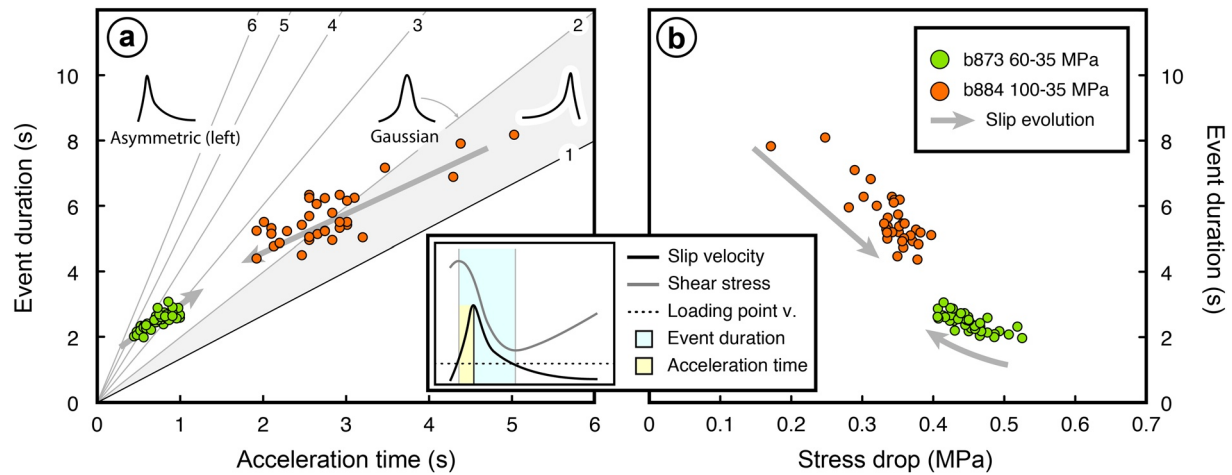 a
6
5
4
3
2
Asymmetric (left)
Gaussian
1
Event duration (s)
10
8
6
4
2
0
0
1
2
3
4
5
6
Acceleration time (s)
Slip velocity
Shear stress
Loading point v.
Event duration
Acceleration time
b
b873 60-35 MPa
b884 100-35 MPa
Slip evolution
10
8
6
4
2
0
Event duration (s)
0
0.1
0.2
0.3
0.4
0.5
0.6
0.7
Stress drop (MPa)